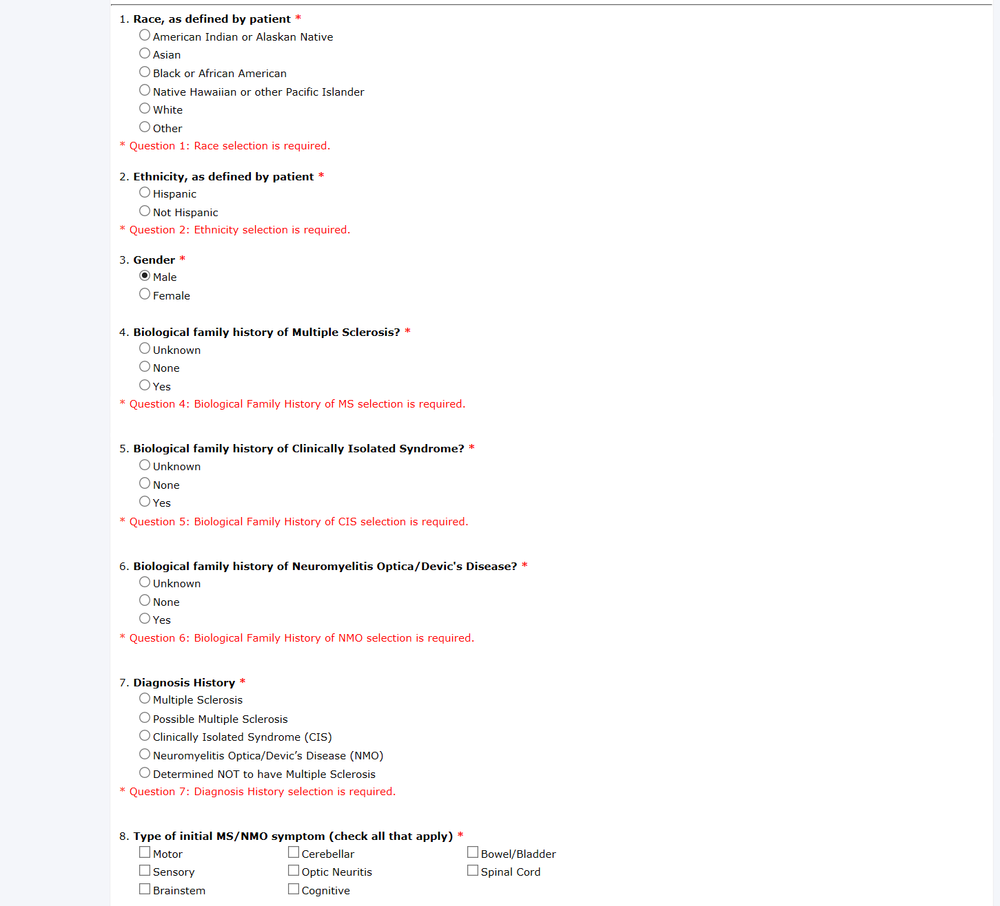 1. Race, as defined by patient *
American Indian or Alaskan Native
Asian
Black or African American
Native Hawaiian or other Pacific Islander
White
Other
* Question 1: Race selection is required.
2. Ethnicity, as defined by patient *
Hispanic
Not Hispanic
* Question 2: Ethnicity selection is required.
3. Gender *
Male
Female
4. Biological family history of Multiple Sclerosis? *
Unknown
None
Yes
* Question 4: Biological Family History of MS selection is required.
5. Biological family history of Clinically Isolated Syndrome? *
Unknown
None
Yes
* Question 5: Biological Family History of CIS selection is required.
6. Biological family history of Neuromyelitis Optica/Devic's Disease? *
Unknown
None
Yes
* Question 6: Biological Family History of NMO selection is required.
7. Diagnosis History *
Multiple Sclerosis
Possible Multiple Sclerosis
Clinically Isolated Syndrome (CIS)
Neuromyelitis Optica/Devic’s Disease (NMO)
Determined NOT to have Multiple Sclerosis
* Question 7: Diagnosis History selection is required.
8. Type of initial MS/NMO symptom (check all that apply) *
Motor Cerebellar Bowel/Bladder
Sensory Optic Neuritis Spinal Cord
Brainstem Cognitive